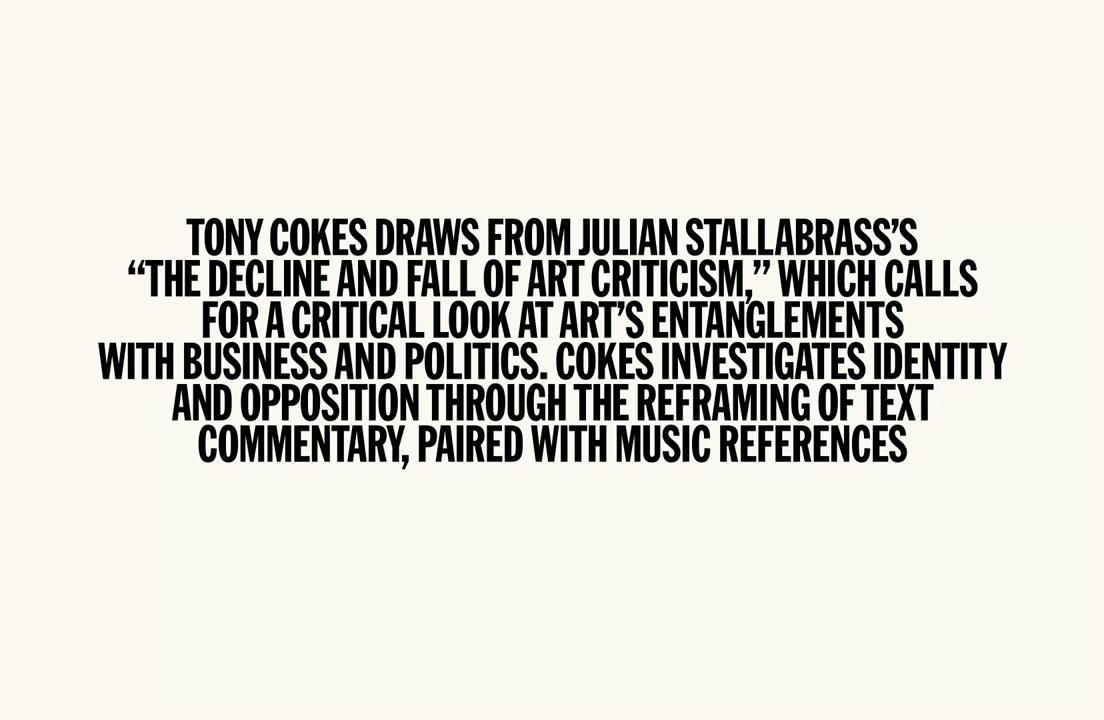 TONY COKES DRAWS FROM JULIAN STALLABRASS’S
“THE DECLINE AND FALL OF ART CRITICISM,” WHICH CALLS
FOR A CRITICAL LOOK AT ART’S ENTANGLEMENTS
WITH BUSINESS AND POLITICS. COKES INVESTIGATES IDENTITY
AND OPPOSITION THROUGH THE REFRAMING OF TEXT
COMMENTARY, PAIRED WITH MUSIC REFERENCES